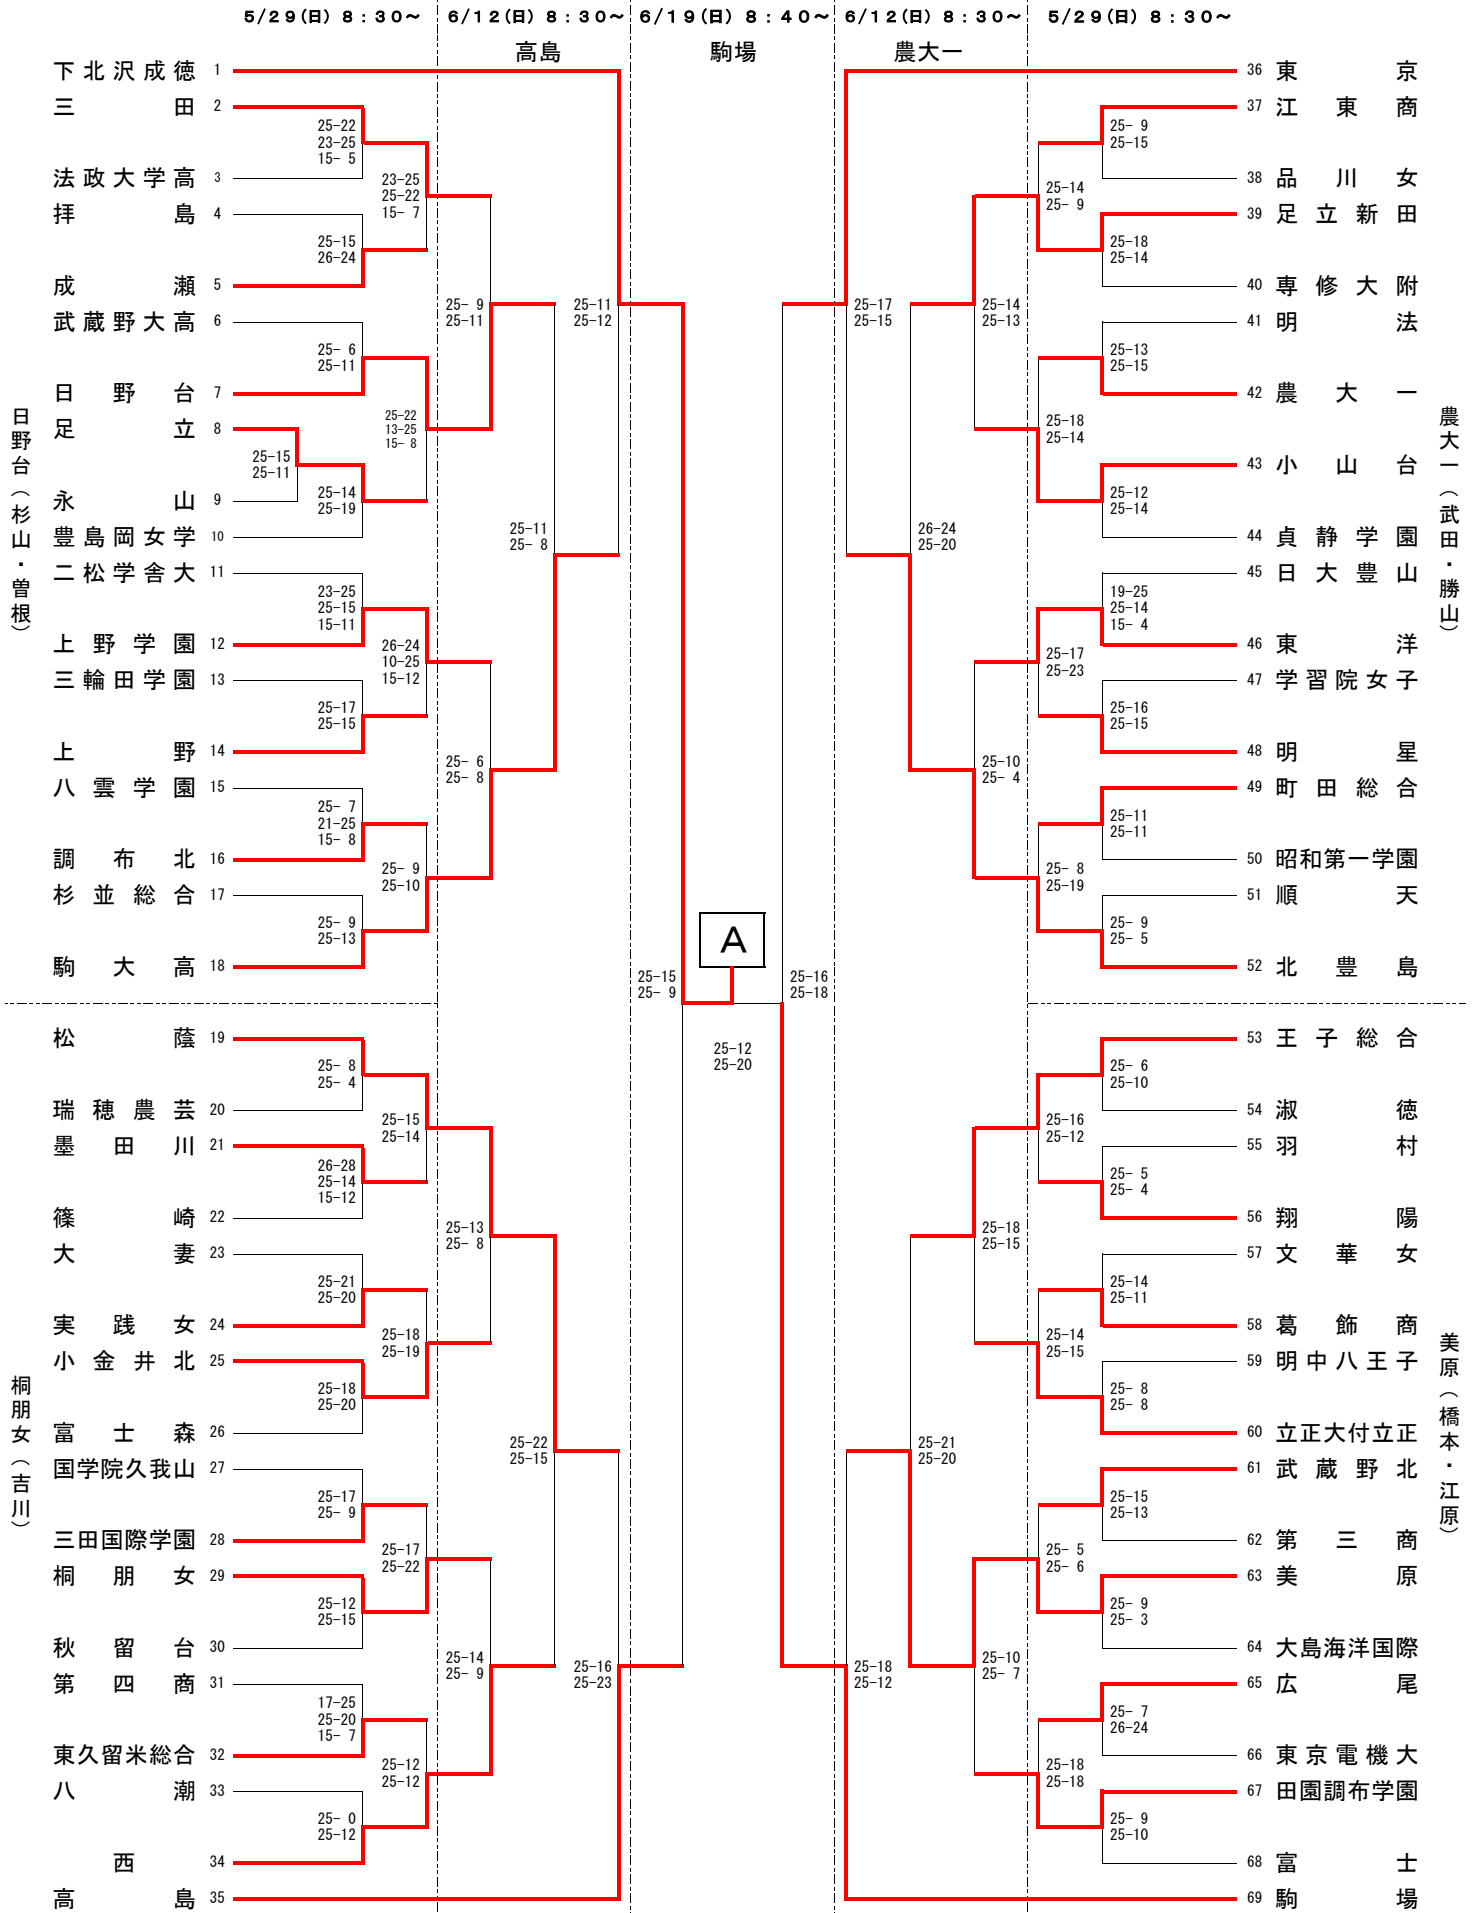 5/29(日) 8：30～ 6/12(日) 8：30～ 6/19(日) 8：40～ 6/12(日) 8：30～ 5/29(日) 8：30～
高島 駒場 農大一
下北沢成徳 1
三田 2
25-22
23-25
15- 5
法政大学高 3
23-25
25-22
15- 7
拝島 4
25-15
26-24
成瀬 5
25- 9
25-11
25-11
25-12
武蔵野大高 6
25- 6
25-11
日野台 7
25-22
13-25
15- 8
足立 8
25-15
25-11
永山 9
25-14
25-19
豊島岡女学 10
25-11
25- 8
二松学舎大 11
23-25
25-15
15-11
上野学園 12
26-24
10-25
15-12
三輪田学園 13
25-17
25-15
上野 14
25- 6
25- 8
八雲学園 15
25- 7
21-25
15- 8
調布北 16
25- 9
25-10
杉並総合 17
25- 9
25-13
駒大高 18
日野台（杉山・曽根）
25-15
25- 9
A
25-16
25-18
25-12
25-20
松蔭 19
25- 8
25- 4
瑞穂農芸 20
25-15
25-14
墨田川 21
26-28
25-14
15-12
篠崎 22
25-13
25- 8
大妻 23
25-21
25-20
実践女 24
25-18
25-19
小金井北 25
25-18
25-20
富士森 26
25-22
25-15
国学院久我山 27
25-17
25- 9
三田国際学園 28
25-17
25-22
桐朋女 29
25-12
25-15
秋留台 30
25-14
25- 9
25-16
25-23
第四商 31
17-25
25-20
15- 7
東久留米総合 32
25-12
25-12
八潮 33
25- 0
25-12
西 34
高島 35
桐朋女（吉川）
36 東京
37 江東商
25- 9
25-15
38 品川女
25-14
25- 9
39 足立新田
25-18
25-14
40 専修大附
25-17
25-15
25-14
25-13
41 明法
25-13
25-15
42 農大一
25-18
25-14
43 小山台
25-12
25-14
44 貞静学園
26-24
25-20
45 日大豊山
19-25
25-14
15- 4
46 東洋
25-17
25-23
47 学習院女子
25-16
25-15
48 明星
25-10
25- 4
49 町田総合
25-11
25-11
50 昭和第一学園
25- 8
25-19
51 順天
25- 9
25- 5
52 北豊島
農大一（武田・勝山）
53 王子総合
25- 6
25-10
54 淑徳
25-16
25-12
55 羽村
25- 5
25- 4
56 翔陽
25-18
25-15
57 文華女
25-14
25-11
58 葛飾商
25-14
25-15
59 明中八王子
25- 8
25- 8
60 立正大付立正
25-21
25-20
61 武蔵野北
25-15
25-13
62 第三商
25- 5
25- 6
63 美原
25- 9
25- 3
64 大島海洋国際
25-18
25-12
25-10
25- 7
65 広尾
25- 7
26-24
66 東京電機大
25-18
25-18
67 田園調布学園
25- 9
25-10
68 富士
69 駒場
美原（橋本・江原）